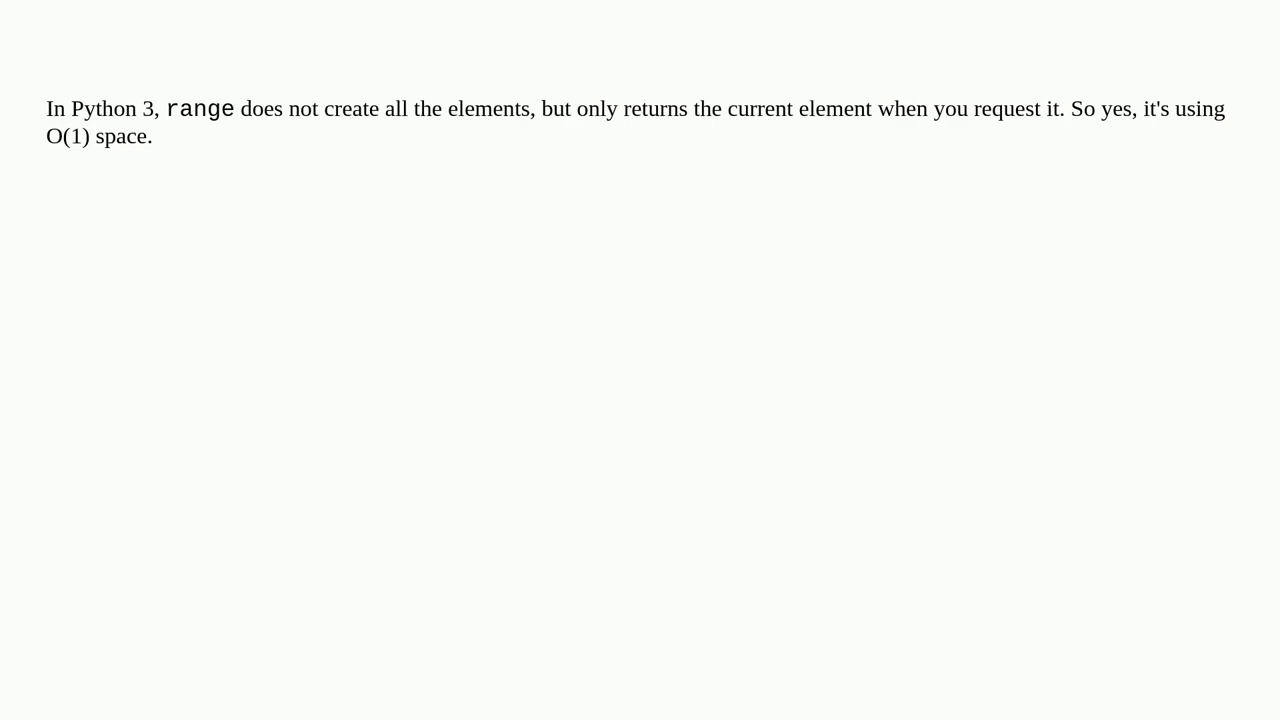 In Python 3, range does not create all the elements, but only returns the current element when you request it. So yes, it's using
O(1) space.